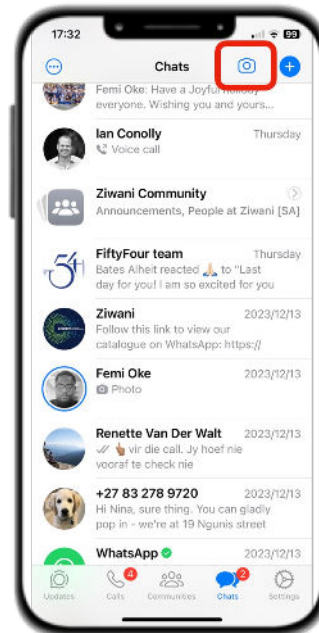 17:32
99
Chats
Femi Oke: Have a Joyful holiday
everyone. Wishing you and yours...
Ian Conolly
Thursday
Voice call
Ziwani Community
Announcements, People at Ziwani [SA]
FiftyFour team
Thursday
Bates Alheit reacted 🙏🏻 to "Last
day for you! I am so excited for you
54
Ziwani
2023/12/13
Follow this link to view our
catalogue on WhatsApp: https://
Femi Oke
2023/12/13
Photo
Renette Van Der Walt
2023/12/13
👆🏻 vir die call. Jy hoef nie
vooraf te check nie
+27 83 278 9720
2023/12/13
Hi Nina, sure thing. You can gladly
pop in - we're at 19 Ngunis street
WhatsApp
2023/12/13
4
2
Updates
Calls
Communities
Chats
Settings